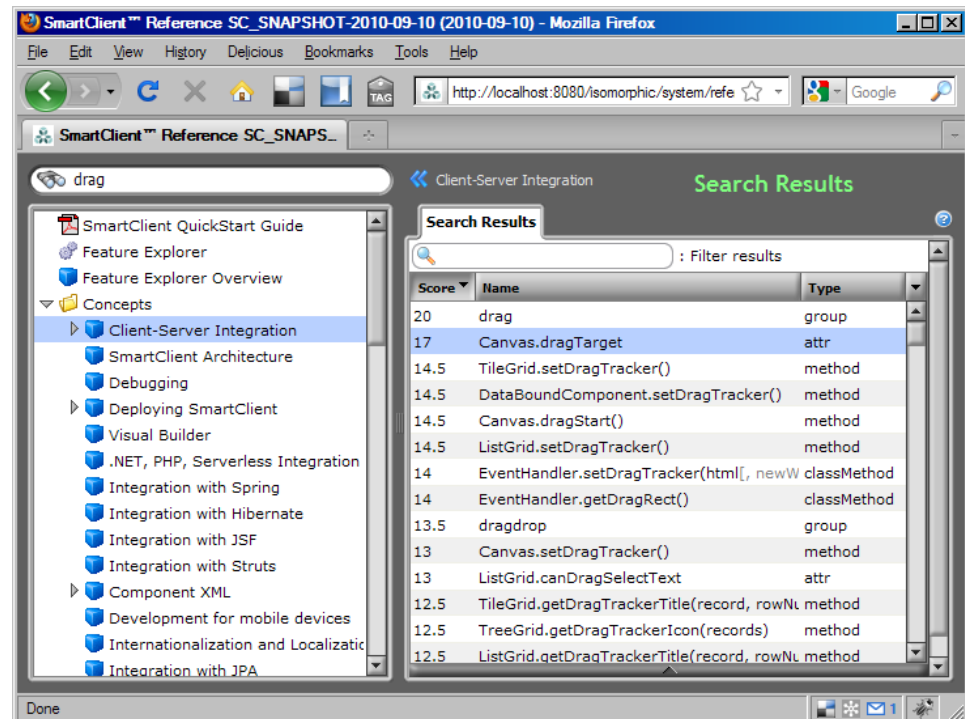 SmartClient™ Reference SC_SNAPSHOT-2010-09-10 (2010-09-10) - Mozilla Firefox
File Edit View History Delicious Bookmarks Tools Help
TAG
http://localhost:8080/isomorphic/system/refe
Google
SmartClient™ Reference SC_SNAPS...
drag
SmartClient QuickStart Guide
Feature Explorer
Feature Explorer Overview
Concepts
Client-Server Integration
SmartClient Architecture
Debugging
Deploying SmartClient
Visual Builder
.NET, PHP, Serverless Integration
Integration with Spring
Integration with Hibernate
Integration with JSF
Integration with Struts
Component XML
Development for mobile devices
Internationalization and Localizatic
Integration with JPA
Client-Server Integration
Search Results
Search Results
: Filter results
Score Name Type
20 drag group
17 Canvas.dragTarget attr
14.5 TileGrid.setDragTracker() method
14.5 DataBoundComponent.setDragTracker() method
14.5 Canvas.dragStart() method
14.5 ListGrid.setDragTracker() method
14 EventHandler.setDragTracker(html[, newW classMethod
14 EventHandler.getDragRect() classMethod
13.5 dragdrop group
13 Canvas.setDragTracker() method
13 ListGrid.canDragSelectText attr
12.5 TileGrid.getDragTrackerTitle(record, rowNu method
12.5 TreeGrid.getDragTrackerIcon(records) method
12.5 ListGrid.getDragTrackerTitle(record, rowNu method
Done
1